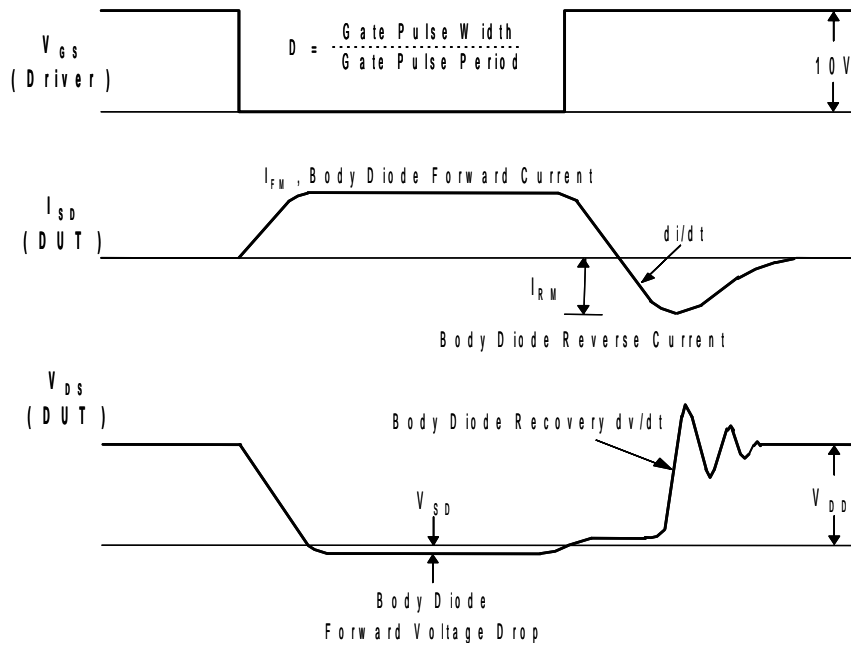 V GS
(Driver)
D = Gate Pulse Width
Gate Pulse Period
10V
I FM , Body Diode Forward Current
I SD
(DUT)
di/dt
I RM
Body Diode Reverse Current
V DS
(DUT)
Body Diode Recovery dv/dt
V SD
V DD
Body Diode
Forward Voltage Drop